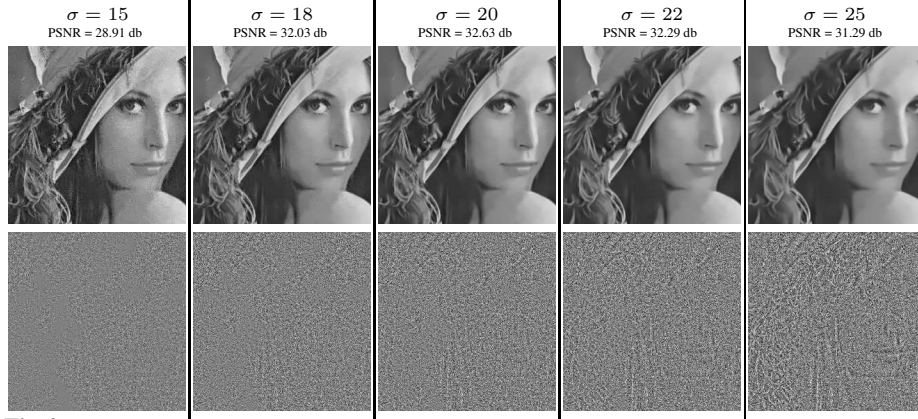 σ = 15
PSNR = 28.91 db
σ = 18
PSNR = 32.03 db
σ = 20
PSNR = 32.63 db
σ = 22
PSNR = 32.29 db
σ = 25
PSNR = 31.29 db